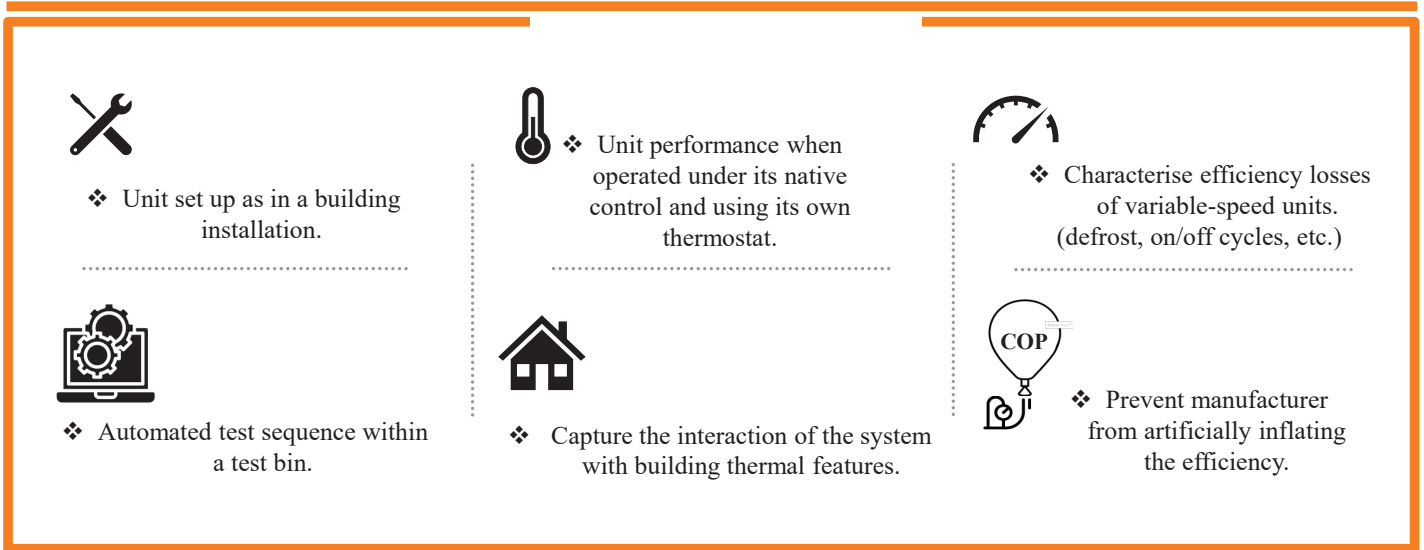 ❖ Unit set up as in a building
installation.
❖ Unit performance when
operated under its native
control and using its own
thermostat.
❖ Characterise efficiency losses
of variable-speed units.
(defrost, on/off cycles, etc.)
❖ Automated test sequence within
a test bin.
❖ Capture the interaction of the system
with building thermal features.
COP
❖ Prevent manufacturer
from artificially inflating
the efficiency.